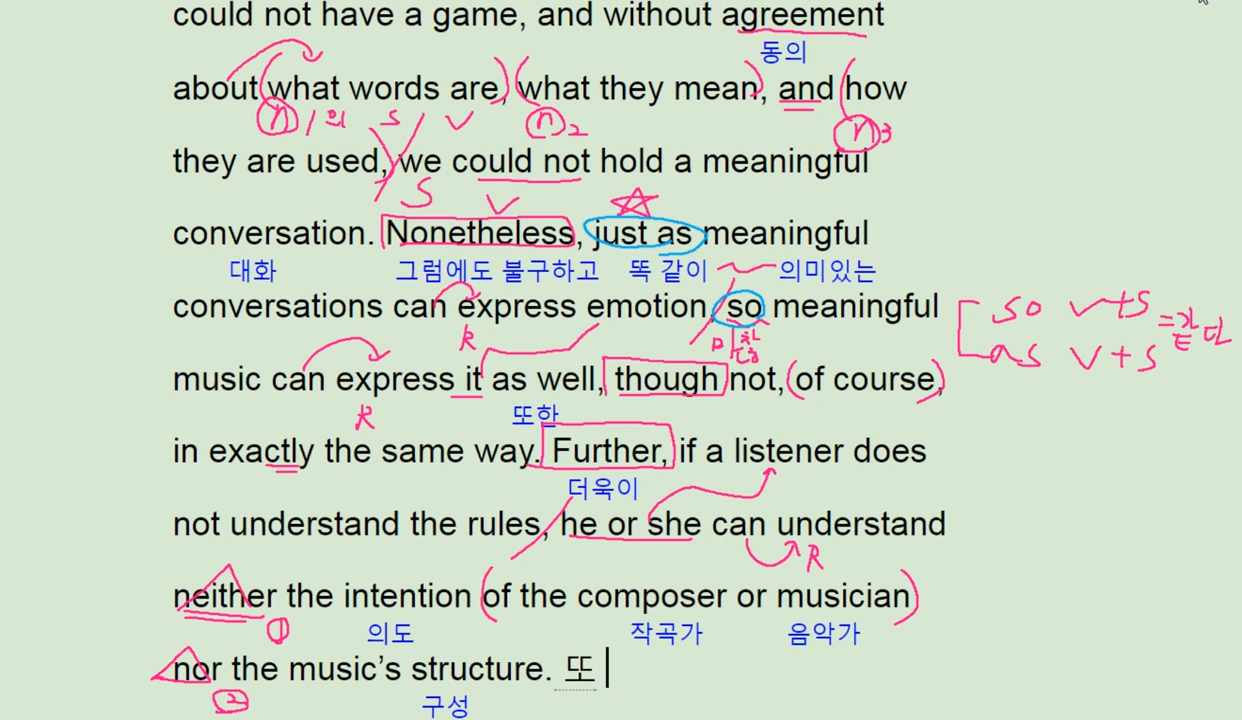 could not have a game, and without agreement
동의
about what words are, what they mean, and how
n 1 의 S V n 2 n 3
they are used, we could not hold a meaningful
S V
conversation. Nonetheless, just as meaningful
대화 그럼에도 불구하고 똑 같이 의미있는
conversations can express emotion, so meaningful
so V+S
as V+S
R
music can express it as well, though not, of course,
R 또한
in exactly the same way. Further, if a listener does
더욱이
not understand the rules, he or she can understand
R
neither the intention of the composer or musician
1 의도 작곡가 음악가
nor the music's structure. 또
2 구성